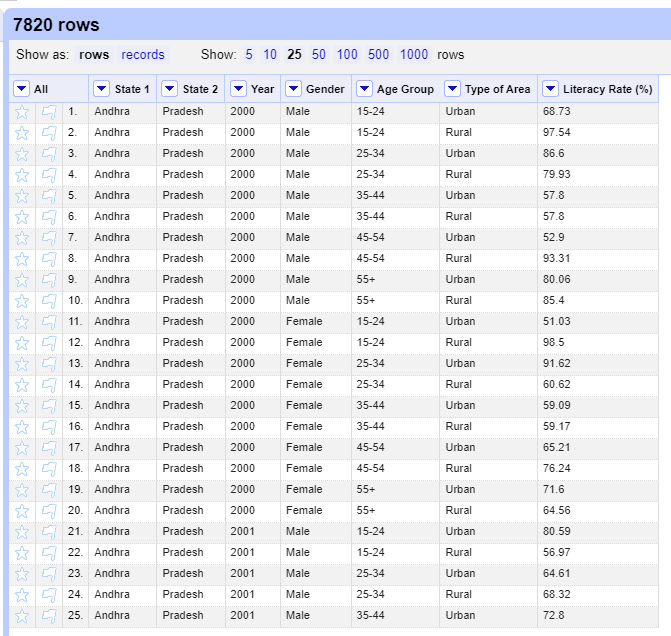 7820 rows
Show as: rows records Show: 5 10 25 50 100 500 1000 rows
All State 1 State 2 Year Gender Age Group Type of Area Literacy Rate (%)
1. Andhra Pradesh 2000 Male 15-24 Urban 68.73
2. Andhra Pradesh 2000 Male 15-24 Rural 97.54
3. Andhra Pradesh 2000 Male 25-34 Urban 86.6
4. Andhra Pradesh 2000 Male 25-34 Rural 79.93
5. Andhra Pradesh 2000 Male 35-44 Urban 57.8
6. Andhra Pradesh 2000 Male 35-44 Rural 57.8
7. Andhra Pradesh 2000 Male 45-54 Urban 52.9
8. Andhra Pradesh 2000 Male 45-54 Rural 93.31
9. Andhra Pradesh 2000 Male 55+ Urban 80.06
10. Andhra Pradesh 2000 Male 55+ Rural 85.4
11. Andhra Pradesh 2000 Female 15-24 Urban 51.03
12. Andhra Pradesh 2000 Female 15-24 Rural 98.5
13. Andhra Pradesh 2000 Female 25-34 Urban 91.62
14. Andhra Pradesh 2000 Female 25-34 Rural 60.62
15. Andhra Pradesh 2000 Female 35-44 Urban 59.09
16. Andhra Pradesh 2000 Female 35-44 Rural 59.17
17. Andhra Pradesh 2000 Female 45-54 Urban 65.21
18. Andhra Pradesh 2000 Female 45-54 Rural 76.24
19. Andhra Pradesh 2000 Female 55+ Urban 71.6
20. Andhra Pradesh 2000 Female 55+ Rural 64.56
21. Andhra Pradesh 2001 Male 15-24 Urban 80.59
22. Andhra Pradesh 2001 Male 15-24 Rural 56.97
23. Andhra Pradesh 2001 Male 25-34 Urban 64.61
24. Andhra Pradesh 2001 Male 25-34 Rural 68.32
25. Andhra Pradesh 2001 Male 35-44 Urban 72.8